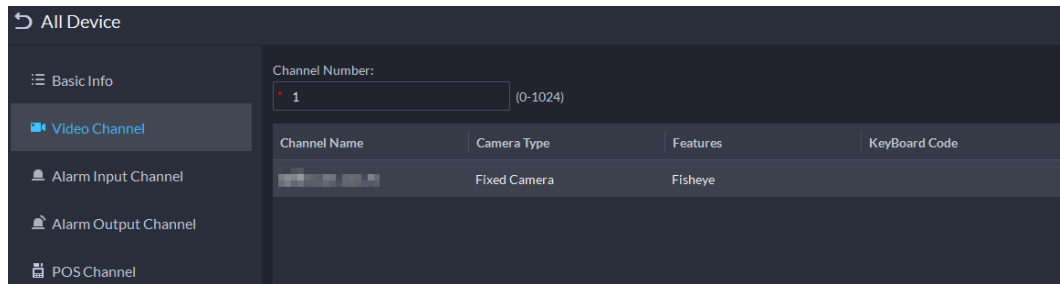 All Device
Basic Info
Video Channel
Alarm Input Channel
Alarm Output Channel
POS Channel
Channel Number:
* 1 (0-1024)
Channel Name Camera Type Features KeyBoard Code
Fixed Camera Fisheye